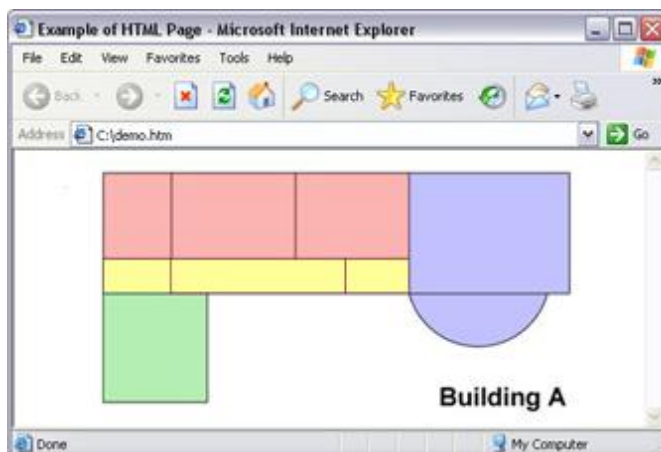 Example of HTML Page - Microsoft Internet Explorer
File Edit View Favorites Tools Help
Back Search Favorites »
Address C:\demo.htm Go
Building A
Done My Computer